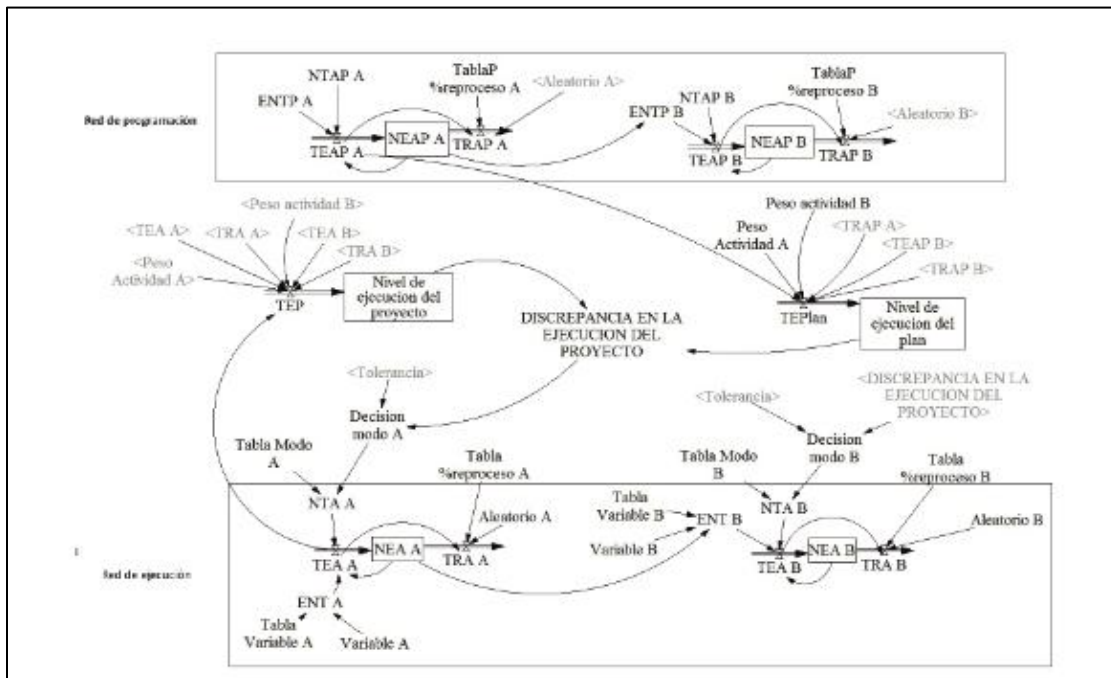 NTAP A
TablaP
%reproceso A
<Aleatorio A>
ENTP A
TEAP A
NEAP A
TRAP A
Red de programación
NTAP B
TablaP
%reproceso B
<Aleatorio B>
ENTP B
TEAP B
NEAP B
TRAP B
<Peso actividad B>
<TEA A>
<TRA A>
<TEA B>
<TRA B>
<Peso
Actividad A>
TEP
Nivel de
ejecucion del
proyecto
DISCREPANCIA EN LA
EJECUCION DEL
PROYECTO
Peso actividad B
Peso
Actividad A
<TRAP A>
<TEAP B>
<TRAP B>
TEPlan
Nivel de
ejecucion del
plan
<Tolerancia>
Decision
modo A
Tabla Modo
A
Tabla
%reproceso A
NTA A
Aleatorio A
TEA A
NEA A
TRA A
ENT A
Tabla
Variable A
Variable A
Red de ejecución
<Tolerancia>
<DISCREPANCIA EN LA
EJECUCION DEL
PROYECTO>
Decision
modo B
Tabla Modo
B
Tabla
%reproceso B
NTA B
Tabla
Variable B
ENT B
Variable B
Aleatorio B
TEA B
NEA B
TRA B